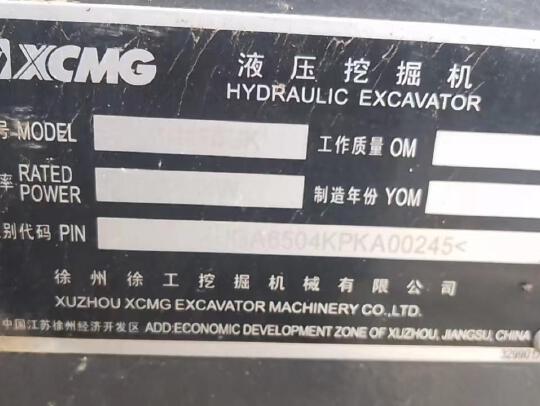 XCMG
液压挖掘机
HYDRAULIC EXCAVATOR
号 MODEL 工作质量 OM
率 RATED POWER 制造年份 YOM
别代码 PIN GA6504KPKA00245<
徐州徐工挖掘机械有限公司
XUZHOU XCMG EXCAVATOR MACHINERY CO.,LTD.
中国江苏徐州经济开发区 ADD:ECONOMIC DEVELOPMENT ZONE OF XUZHOU, JIANGSU, CHINA